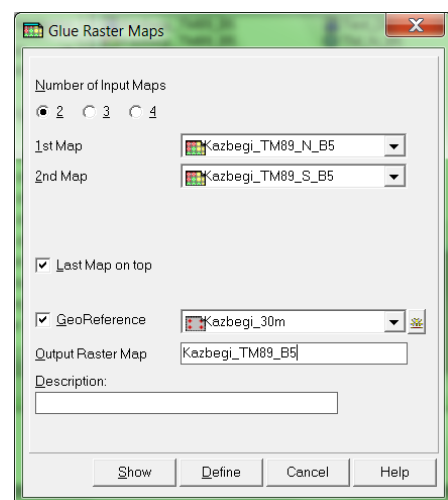 Glue Raster Maps
Number of Input Maps
2 3 4
1st Map Kazbegi_TM89_N_B5
2nd Map Kazbegi_TM89_S_B5
Last Map on top
GeoReference Kazbegi_30m
Output Raster Map Kazbegi_TM89_B5
Description:
Show Define Cancel Help